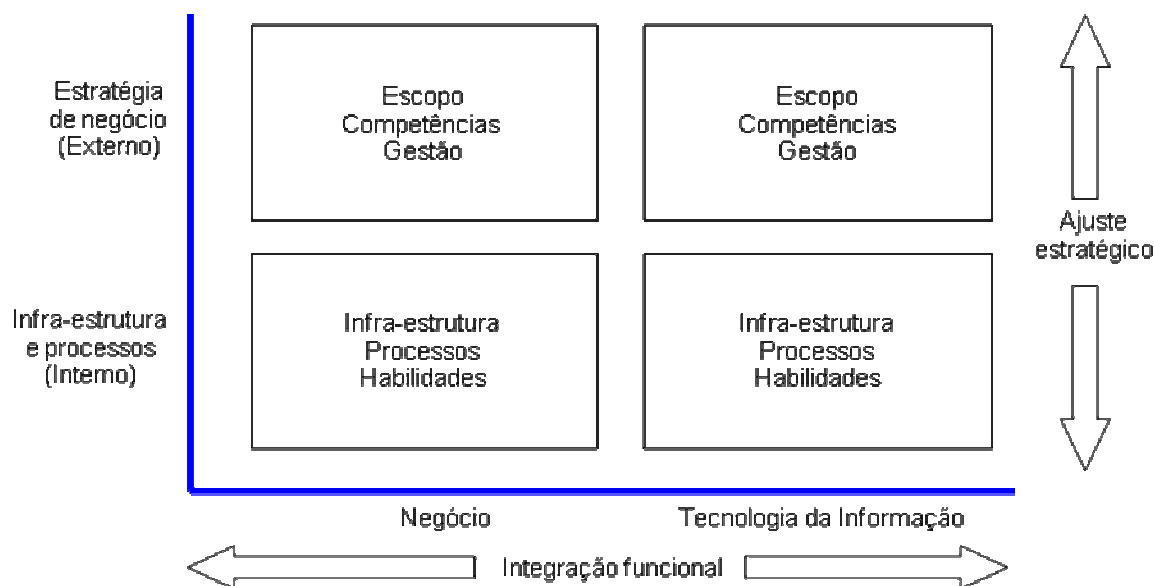 Estratégia
de negócio
(Externo)
Escopo
Competências
Gestão
Escopo
Competências
Gestão
Ajuste
estratégico
Infra-estrutura
e processos
(Interno)
Infra-estrutura
Processos
Habilidades
Infra-estrutura
Processos
Habilidades
Negócio
Tecnologia da Informação
Integração funcional